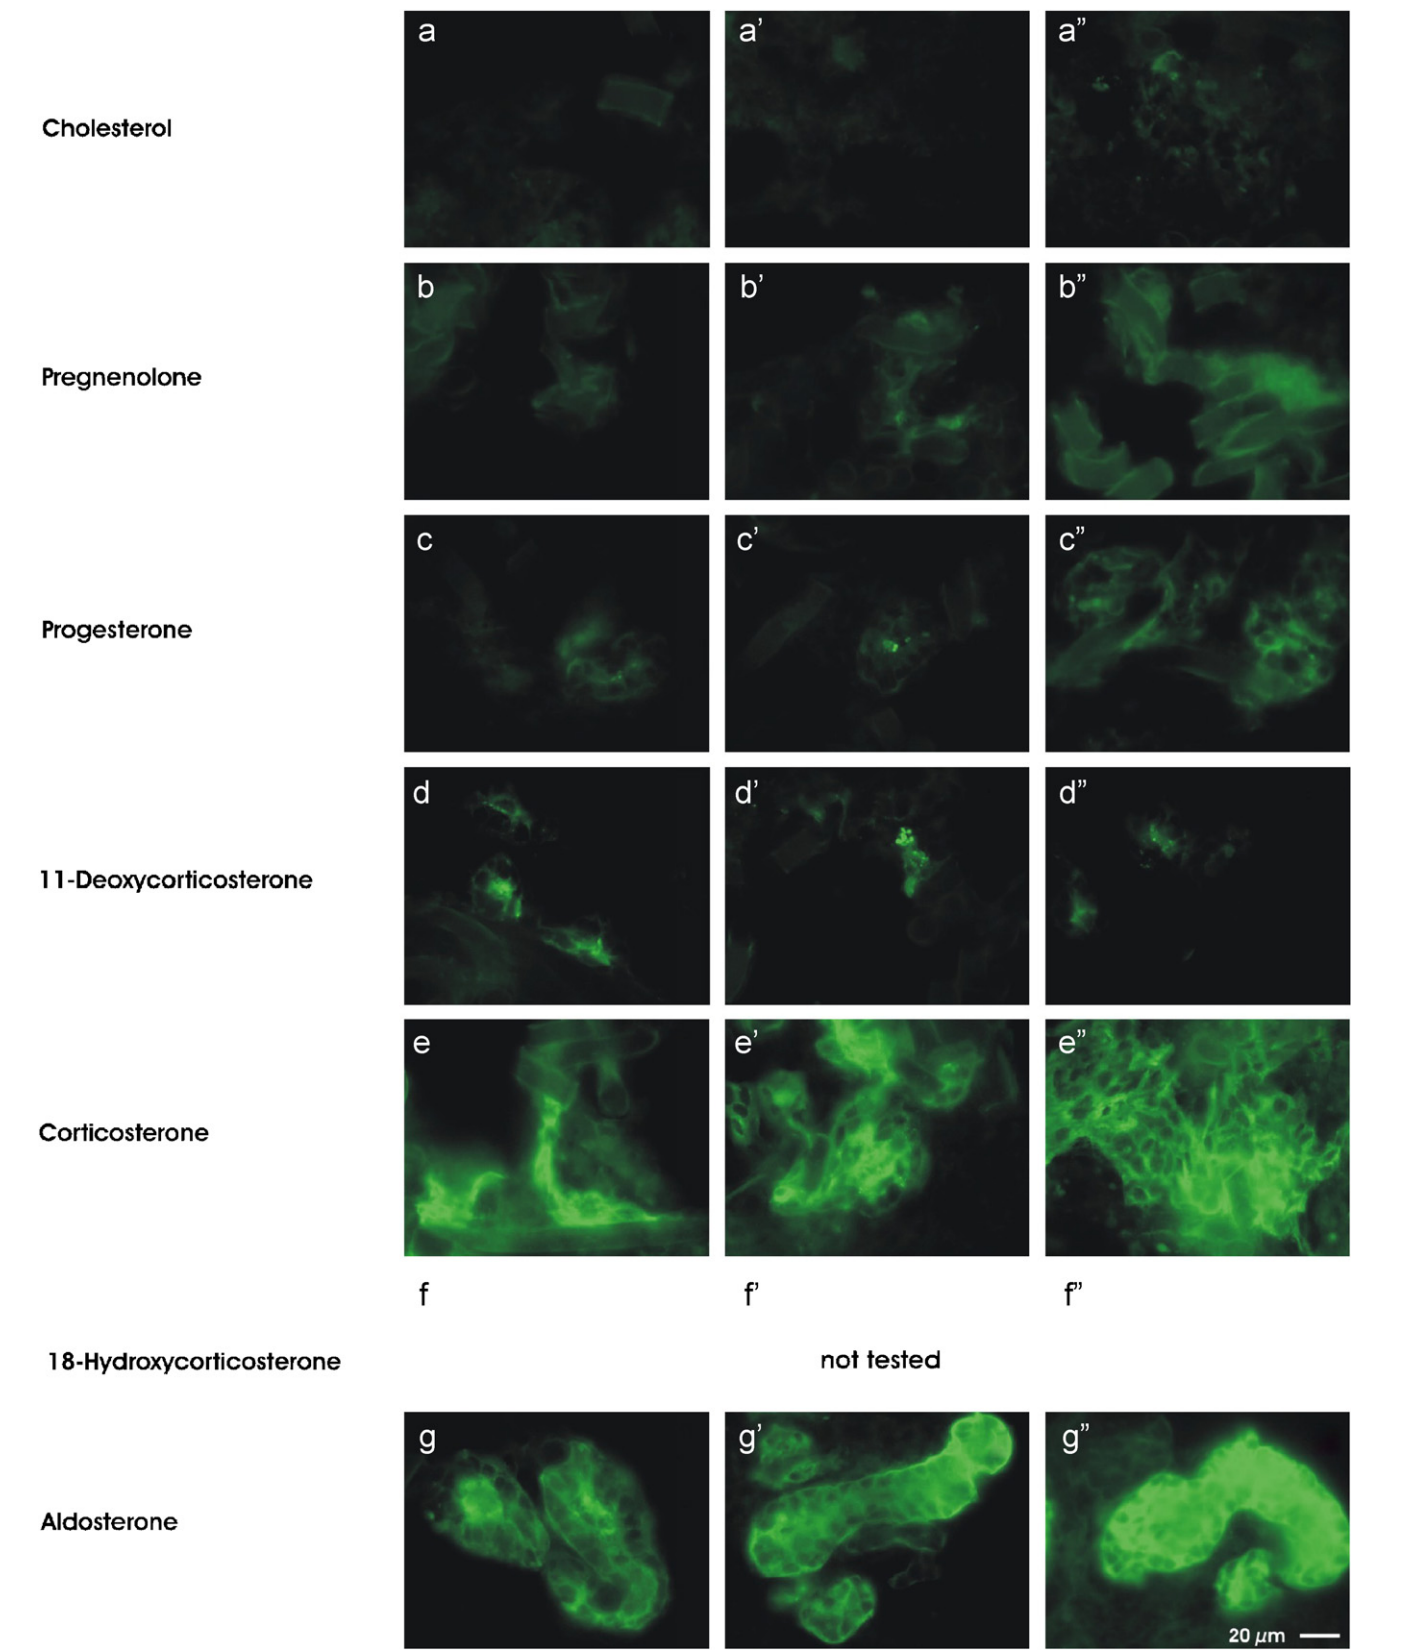 a a’ a”
Cholesterol
b b’ b”
Pregnenolone
c c’ c”
Progesterone
d d’ d”
11-Deoxycorticosterone
e e’ e”
Corticosterone
f f’ f”
18-Hydroxycorticosterone not tested
g g’ g”
Aldosterone
20 µm